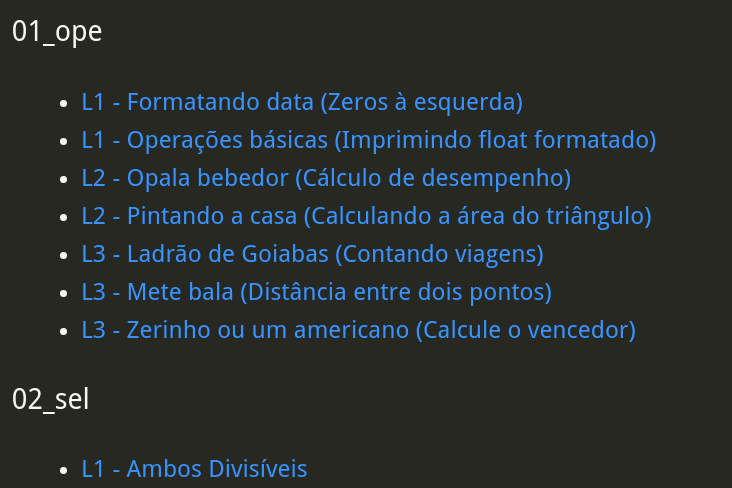 01_ope
L1 - Formatando data (Zeros à esquerda)
L1 - Operações básicas (Imprimindo float formatado)
L2 - Opala bebedor (Cálculo de desempenho)
L2 - Pintando a casa (Calculando a área do triângulo)
L3 - Ladrão de Goiabas (Contando viagens)
L3 - Mete bala (Distância entre dois pontos)
L3 - Zerinho ou um americano (Calcule o vencedor)
02_sel
L1 - Ambos Divisíveis